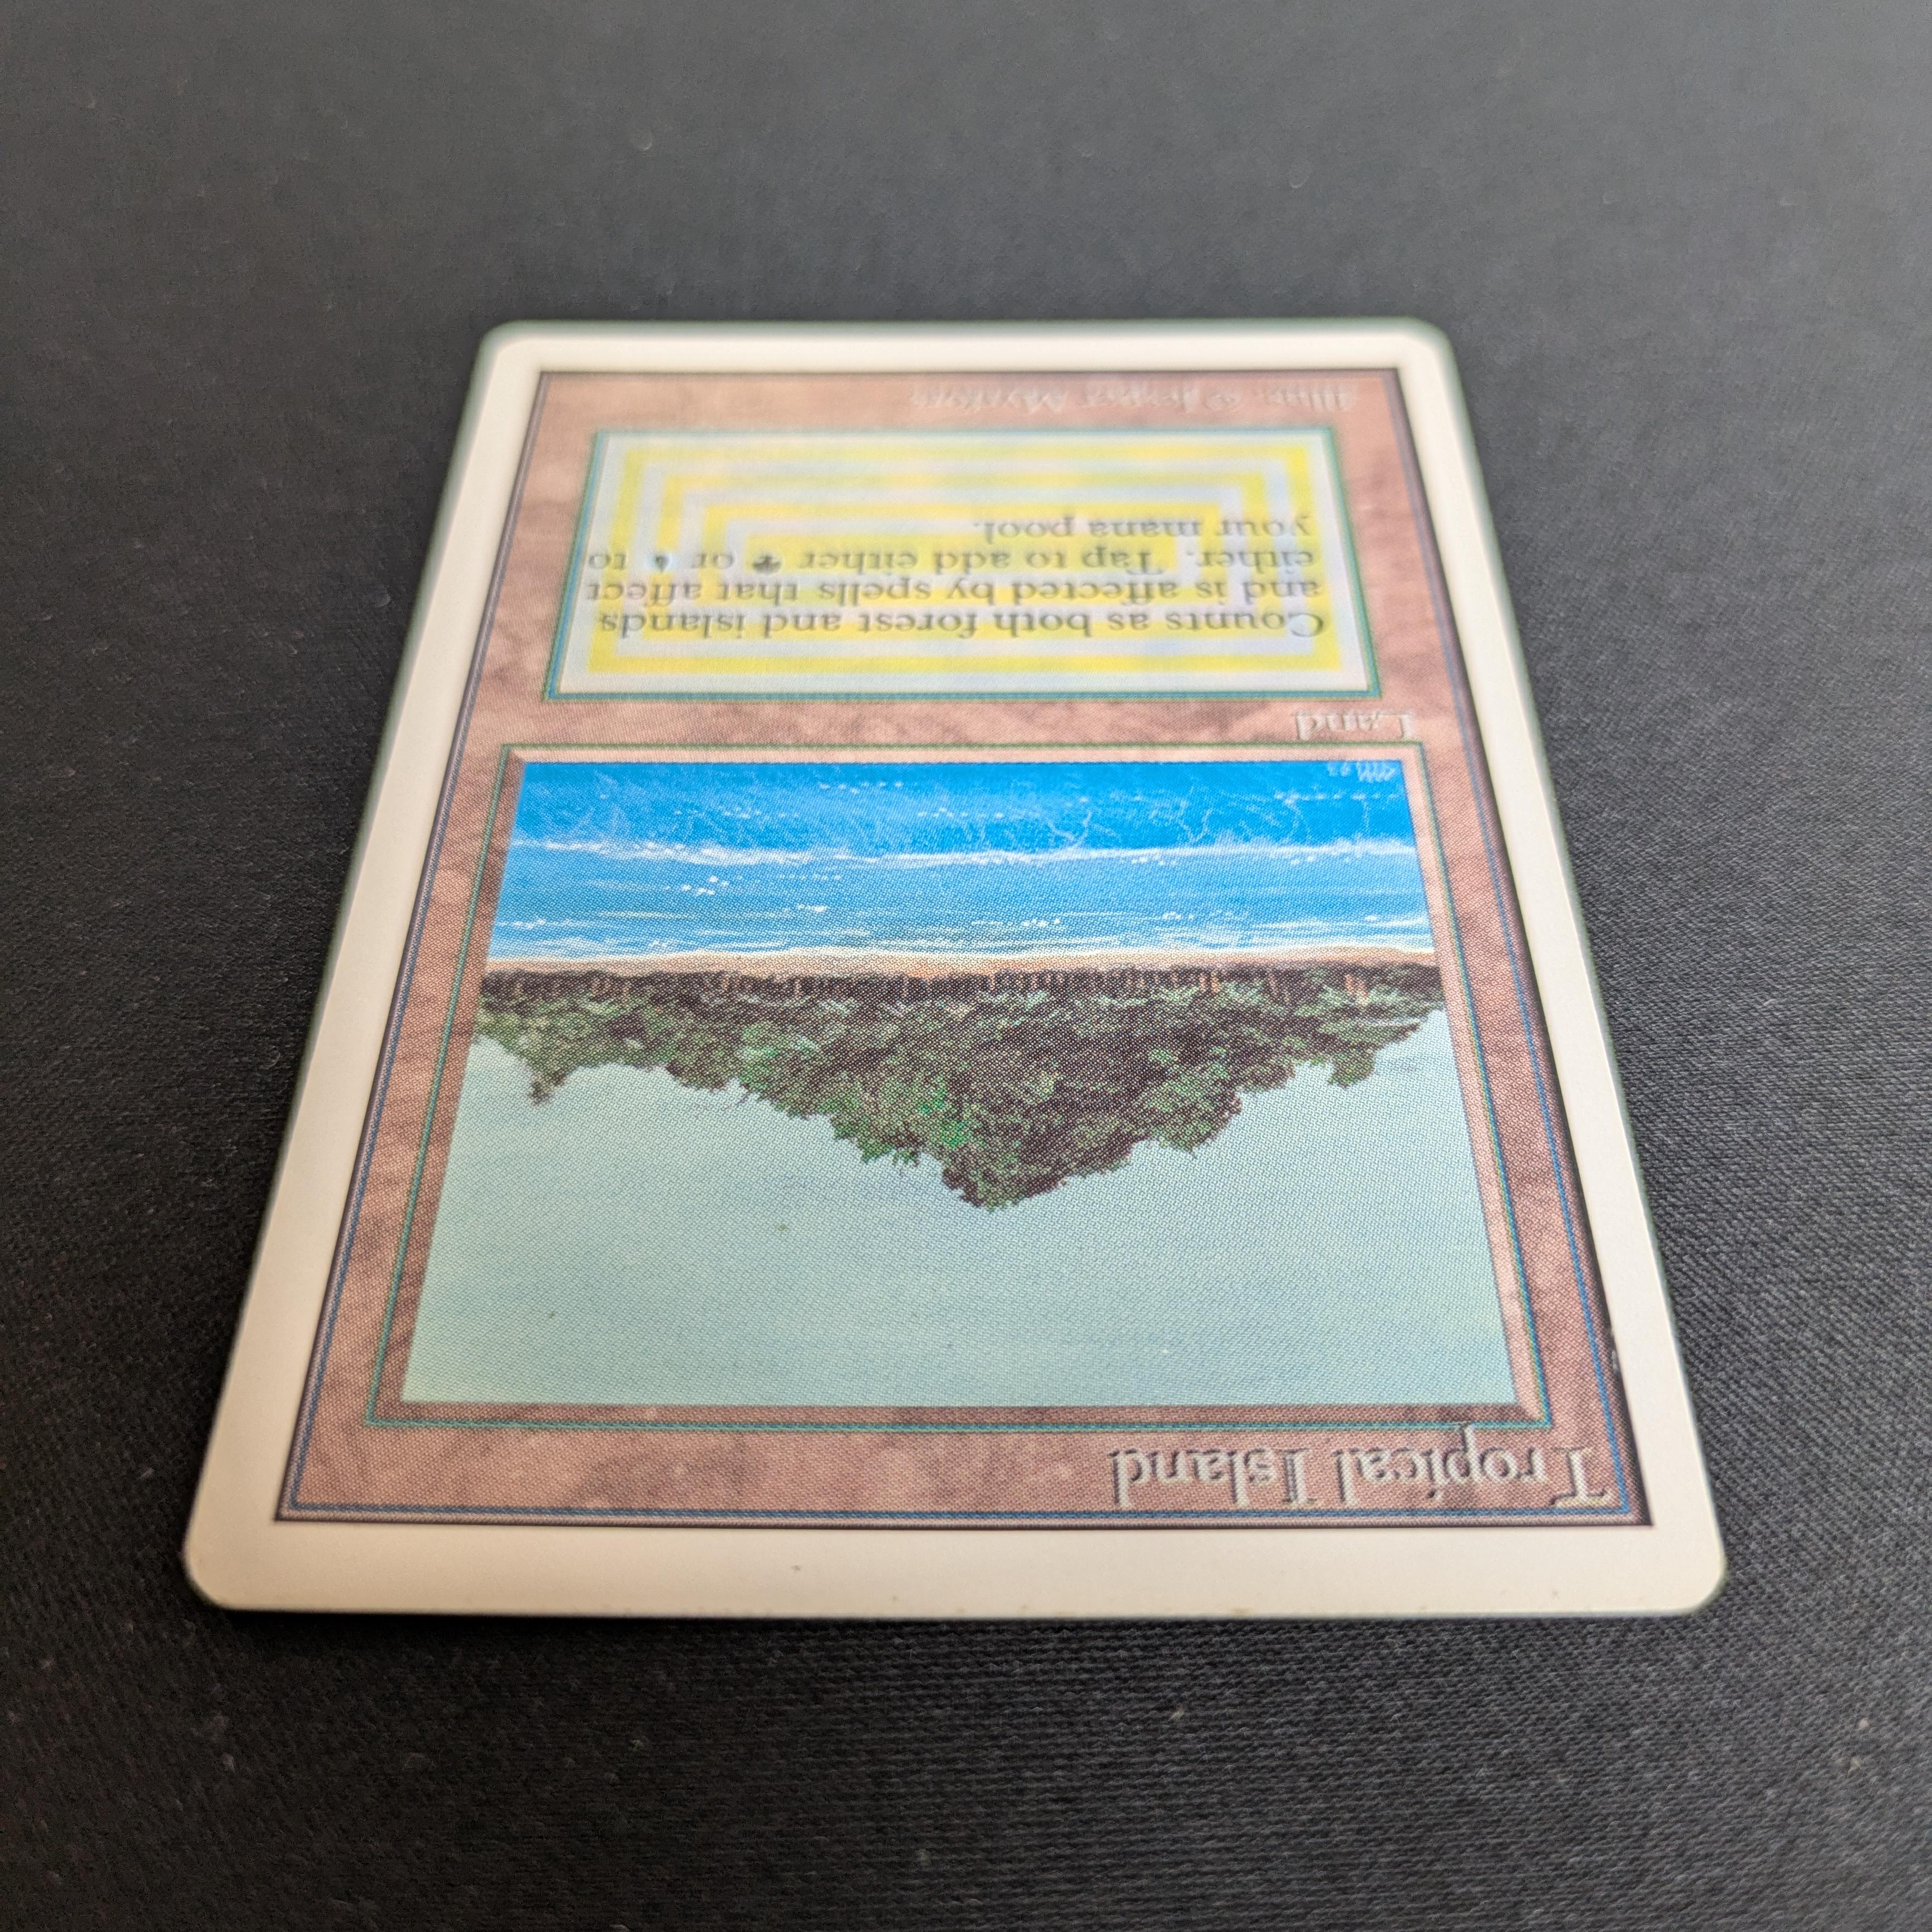 Tropical Island
Land
Counts as both forest and islands
and is affected by spells that affect
either. Tap to add either or to
your mana pool.
Illus. © Jesper Myrfors